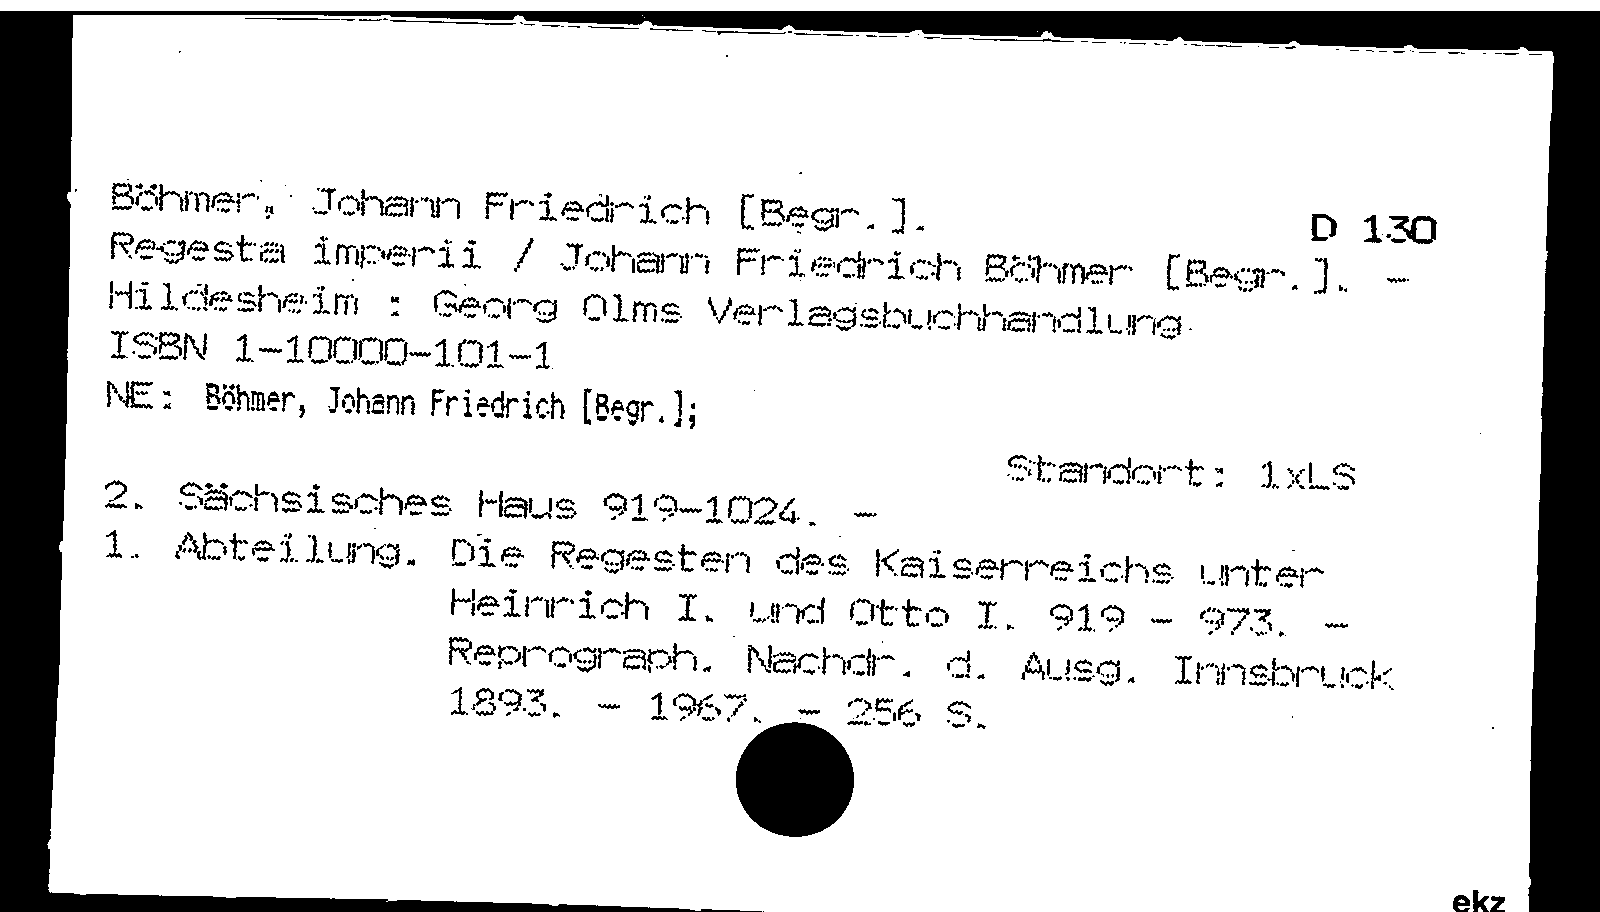 Böhmer, Johann Friedrich [Begr.].
D 130
Regesta imperii / Johann Friedrich Böhmer [Begr.]. -
Hildesheim : Georg Olms Verlagsbuchhandlung
ISBN 1-10000-101-1
NE: Böhmer, Johann Friedrich [Begr.];
Standort: 1xLS
2. Sächsisches Haus 919-1024. -
1. Abteilung. Die Regesten des Kaiserreichs unter
Heinrich I. und Otto I. 919 - 973. -
Reprograph. Nachdr. d. Ausg. Innsbruck
1893. - 1967. - 256 S.
ekz